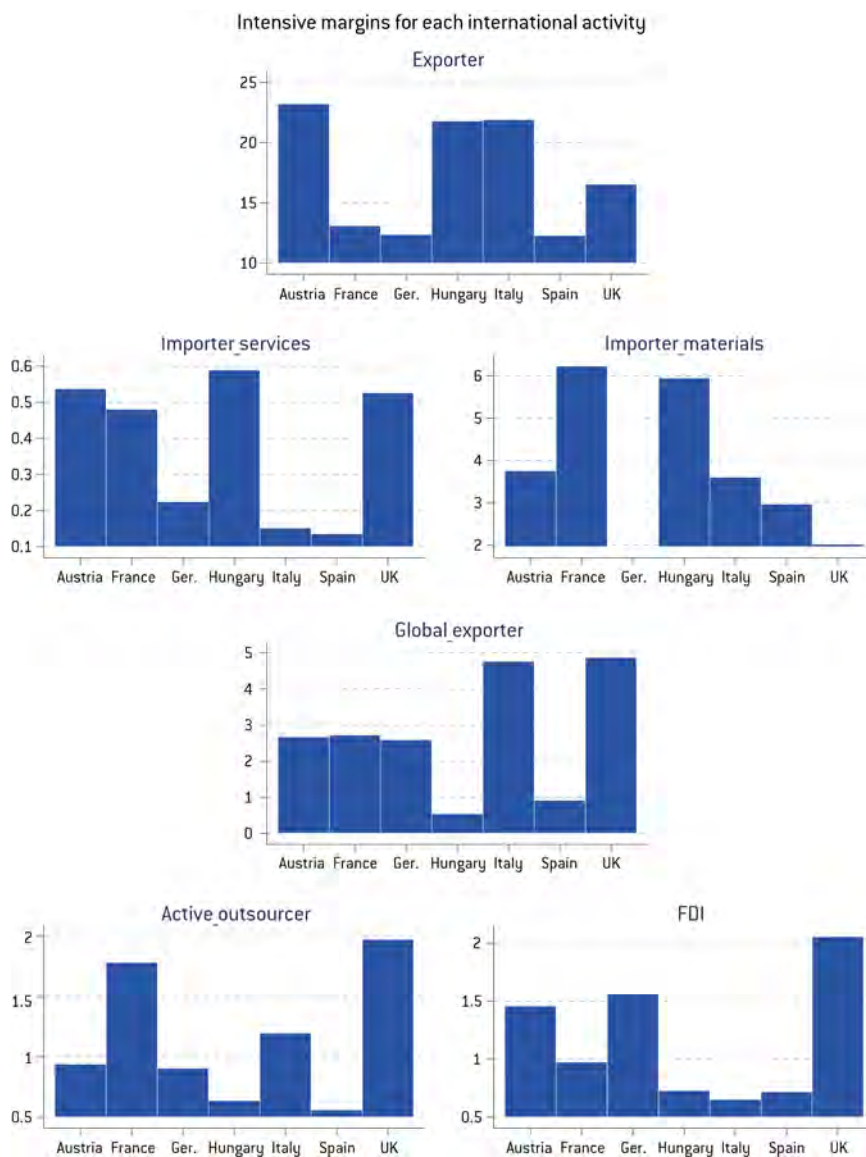 Intensive margins for each international activity
Exporter
25
20
15
10
Austria France Ger. Hungary Italy Spain UK
Importer_services
0.6
0.5
0.4
0.3
0.2
0.1
Austria France Ger. Hungary Italy Spain UK
Importer_materials
6
5
4
3
2
Austria France Ger. Hungary Italy Spain UK
Global_exporter
5
4
3
2
1
0
Austria France Ger. Hungary Italy Spain UK
Active_outsourcer
2
1.5
1
0.5
Austria France Ger. Hungary Italy Spain UK
FDI
2
1.5
1
0.5
Austria France Ger. Hungary Italy Spain UK